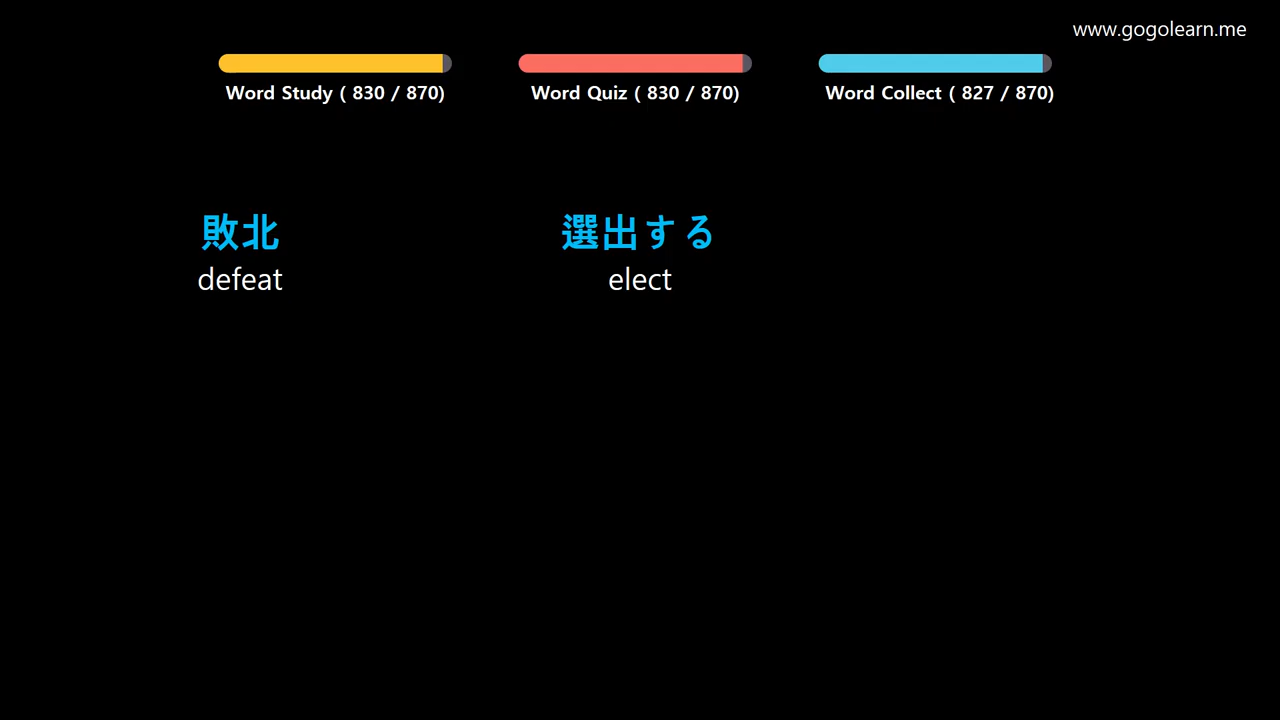 www.gogolearn.me
Word Study ( 830 / 870)
Word Quiz ( 830 / 870)
Word Collect ( 827 / 870)
敗北
defeat
選出する
elect